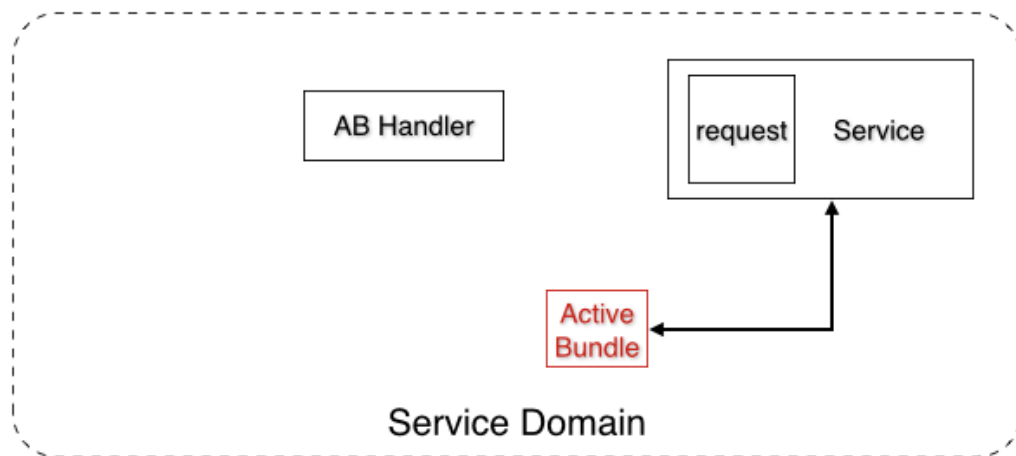 AB Handler
request
Service
Active
Bundle
Service Domain